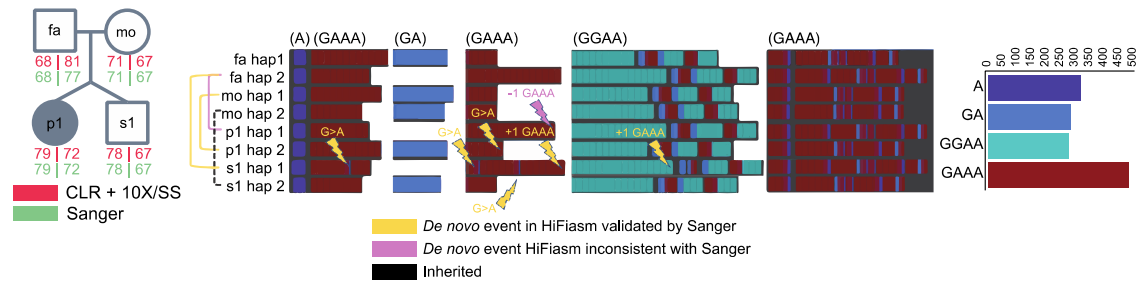 fa
mo
68 81
71 67
68 77
71 67
p1
s1
79 72
78 67
79 72
78 67
CLR + 10X/SS
Sanger
(A) (GAAA)
(GA)
(GAAA)
(GGAA)
(GAAA)
fa hap1
fa hap 2
mo hap 1
mo hap 2
p1 hap 1
p1 hap 2
s1 hap 1
s1 hap 2
-1 GAAA
G>A
G>A
G>A
+1 GAAA
+1 GAAA
G>A
De novo event in HiFiasm validated by Sanger
De novo event HiFiasm inconsistent with Sanger
Inherited
0
50
100
150
200
250
300
350
400
450
500
A
GA
GGAA
GAAA